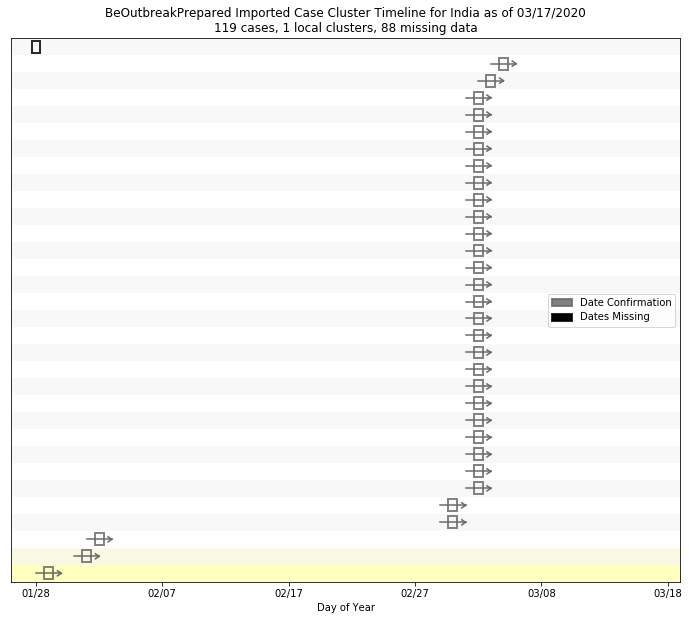 BeOutbreakPrepared Imported Case Cluster Timeline for India as of 03/17/2020
119 cases, 1 local clusters, 88 missing data
Date Confirmation
Dates Missing
01/28 02/07 02/17 02/27 03/08 03/18
Day of Year